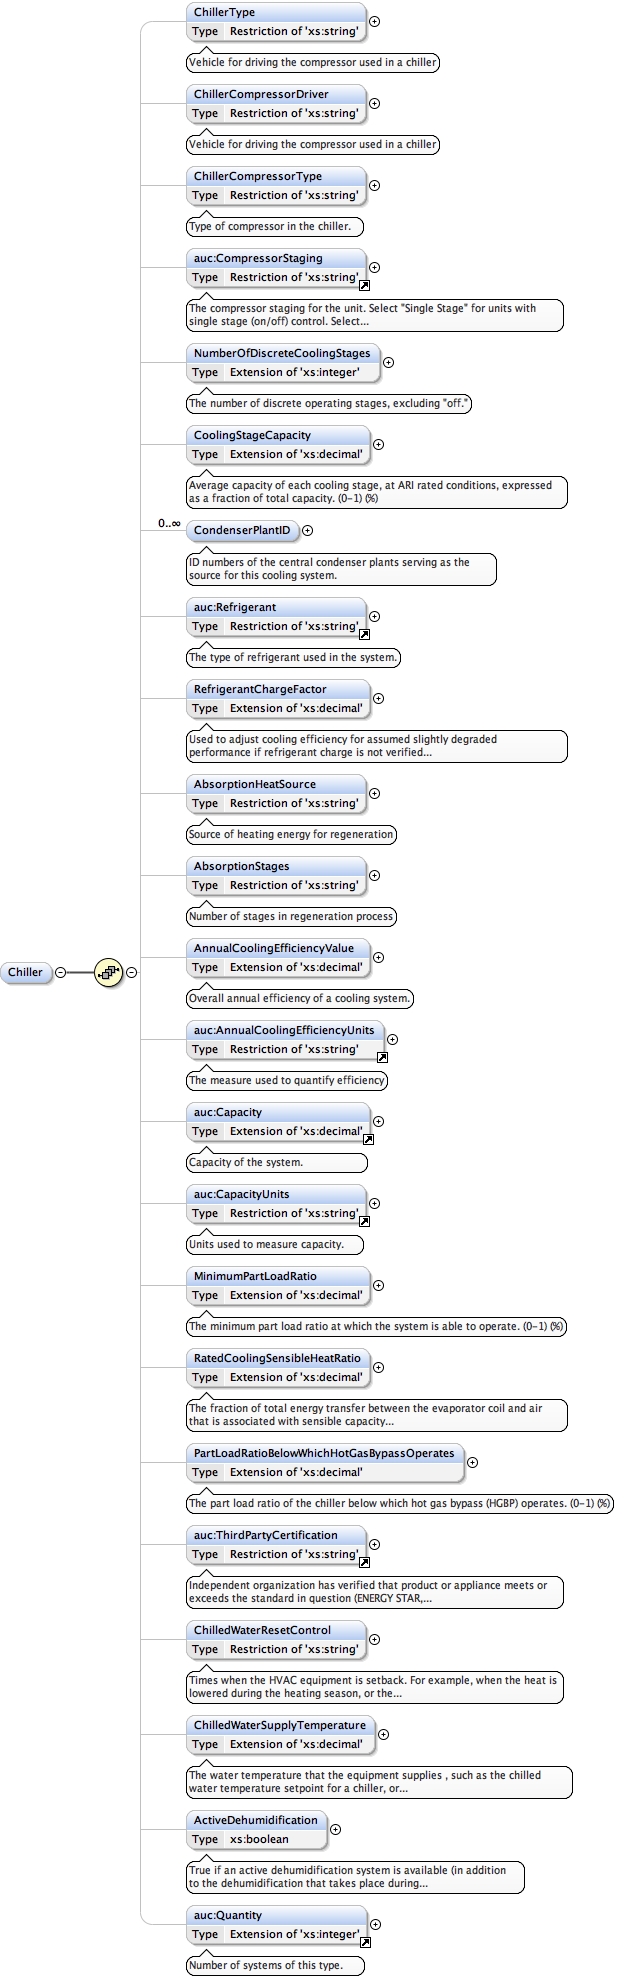 ChillerType
Type Restriction of 'xs:string'
Vehicle for driving the compressor used in a chiller
ChillerCompressorDriver
Type Restriction of 'xs:string'
Vehicle for driving the compressor used in a chiller
ChillerCompressorType
Type Restriction of 'xs:string'
Type of compressor in the chiller.
auc:CompressorStaging
Type Restriction of 'xs:string'
The compressor staging for the unit. Select "Single Stage" for units with
single stage (on/off) control. Select...
NumberOfDiscreteCoolingStages
Type Extension of 'xs:integer'
The number of discrete operating stages, excluding "off."
CoolingStageCapacity
Type Extension of 'xs:decimal'
Average capacity of each cooling stage, at ARI rated conditions, expressed
as a fraction of total capacity. (0-1) (%)
0..∞
CondenserPlantID
ID numbers of the central condenser plants serving as the
source for this cooling system.
auc:Refrigerant
Type Restriction of 'xs:string'
The type of refrigerant used in the system.
RefrigerantChargeFactor
Type Extension of 'xs:decimal'
Used to adjust cooling efficiency for assumed slightly degraded
performance if refrigerant charge is not verified...
AbsorptionHeatSource
Type Restriction of 'xs:string'
Source of heating energy for regeneration
AbsorptionStages
Type Restriction of 'xs:string'
Number of stages in regeneration process
AnnualCoolingEfficiencyValue
Type Extension of 'xs:decimal'
Chiller
Overall annual efficiency of a cooling system.
auc:AnnualCoolingEfficiencyUnits
Type Restriction of 'xs:string'
The measure used to quantify efficiency
auc:Capacity
Type Extension of 'xs:decimal'
Capacity of the system.
auc:CapacityUnits
Type Restriction of 'xs:string'
Units used to measure capacity.
MinimumPartLoadRatio
Type Extension of 'xs:decimal'
The minimum part load ratio at which the system is able to operate. (0-1) (%)
RatedCoolingSensibleHeatRatio
Type Extension of 'xs:decimal'
The fraction of total energy transfer between the evaporator coil and air
that is associated with sensible capacity...
PartLoadRatioBelowWhichHotGasBypassOperates
Type Extension of 'xs:decimal'
The part load ratio of the chiller below which hot gas bypass (HGBP) operates. (0-1) (%)
auc:ThirdPartyCertification
Type Restriction of 'xs:string'
Independent organization has verified that product or appliance meets or
exceeds the standard in question (ENERGY STAR,...
ChilledWaterResetControl
Type Restriction of 'xs:string'
Times when the HVAC equipment is setback. For example, when the heat is
lowered during the heating season, or the...
ChilledWaterSupplyTemperature
Type Extension of 'xs:decimal'
The water temperature that the equipment supplies , such as the chilled
water temperature setpoint for a chiller, or...
ActiveDehumidification
Type xs:boolean
True if an active dehumidification system is available (in addition
to the dehumidification that takes place during...
auc:Quantity
Type Extension of 'xs:integer'
Number of systems of this type.